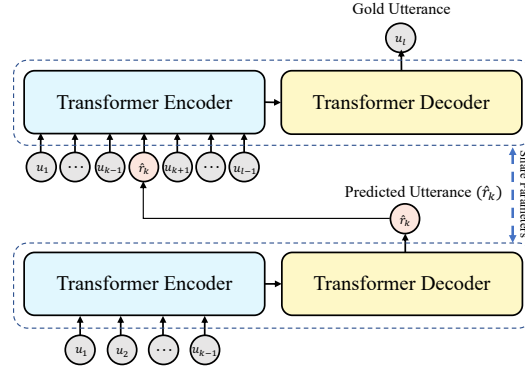 Gold Utterance
u_l
Transformer Encoder
Transformer Decoder
u_1 ⋯ u_{k-1} r̂_k u_{k+1} ⋯ u_{l-1}
Share Parameters
Predicted Utterance (r̂_k)
r̂_k
Transformer Encoder
Transformer Decoder
u_1 u_2 ⋯ u_{k-1}